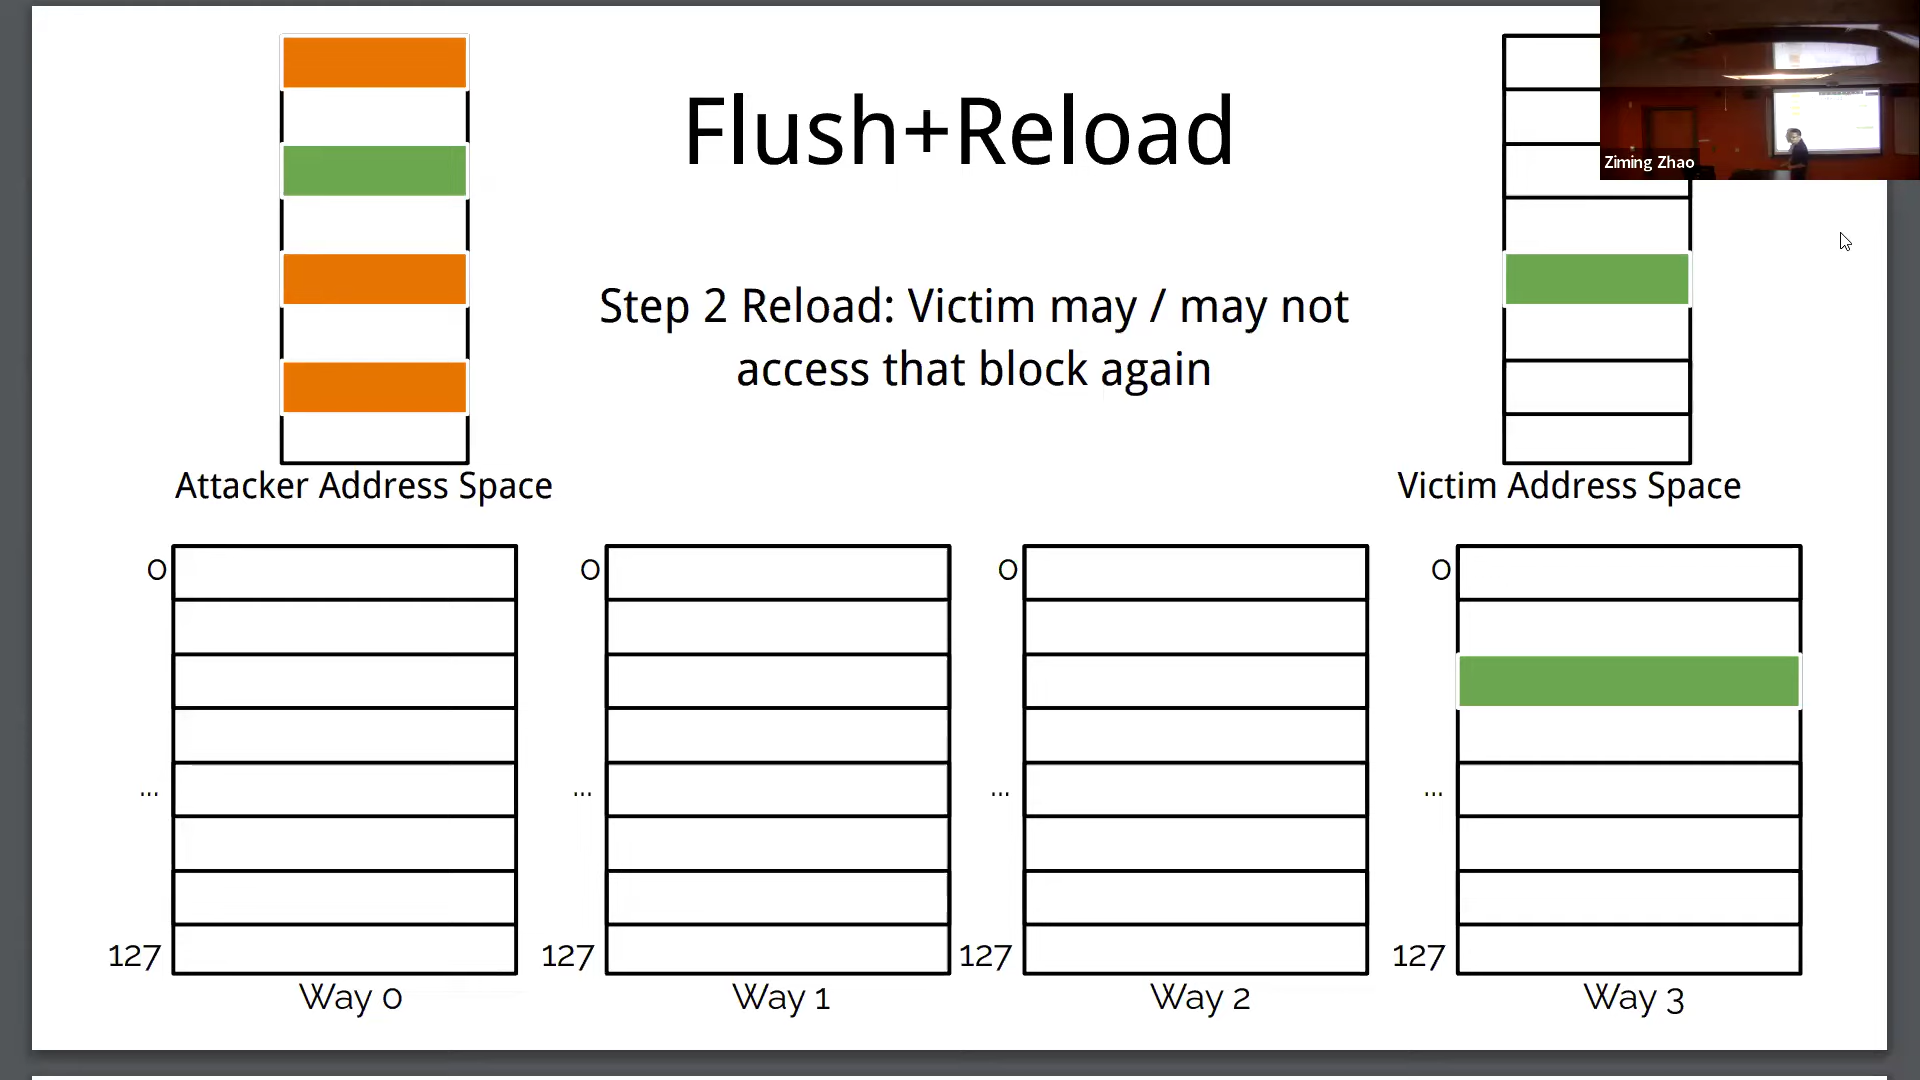 Flush+Reload
Ziming Zhao
Step 2 Reload: Victim may / may not
access that block again
Attacker Address Space
Victim Address Space
0
0
0
0
...
...
...
...
127
127
127
127
Way 0
Way 1
Way 2
Way 3